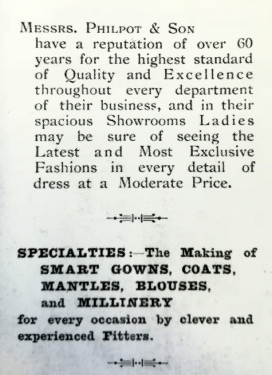 MESSRS. PHILPOT & SON
have a reputation of over 60
years for the highest standard
of Quality and Excellence
throughout every department
of their business, and in their
spacious Showrooms Ladies
may be sure of seeing the
Latest and Most Exclusive
Fashions in every detail of
dress at a Moderate Price.
SPECIALTIES:—The Making of
SMART GOWNS, COATS,
MANTLES, BLOUSES,
and MILLINERY
for every occasion by clever and
experienced Fitters.